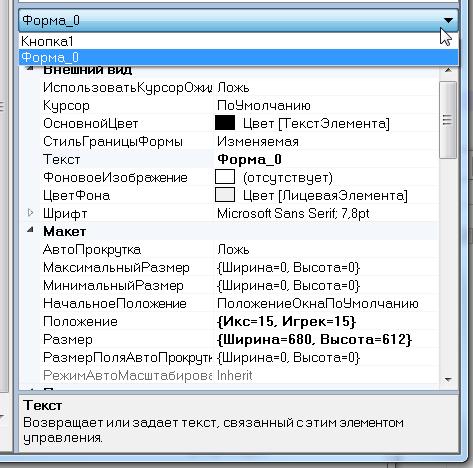 Форма_0
Кнопка1
Форма_0
Внешний вид
ИспользоватьКурсорОжид Ложь
Курсор ПоУмолчанию
ОсновнойЦвет Цвет [ТекстЭлемента]
СтильГраницыФормы Изменяемая
Текст Форма_0
ФоновоеИзображение (отсутствует)
ЦветФона Цвет [ЛицеваяЭлемента]
Шрифт Microsoft Sans Serif; 7,8pt
Макет
АвтоПрокрутка Ложь
МаксимальныйРазмер {Ширина=0, Высота=0}
МинимальныйРазмер {Ширина=0, Высота=0}
НачальноеПоложение ПоложениеОкнаПоУмолчанию
Положение {Икс=15, Игрек=15}
Размер {Ширина=680, Высота=612}
РазмерПоляАвтоПрокрутк {Ширина=0, Высота=0}
РежимАвтоМасштабирова Inherit
Текст
Возвращает или задает текст, связанный с этим элементом
управления.